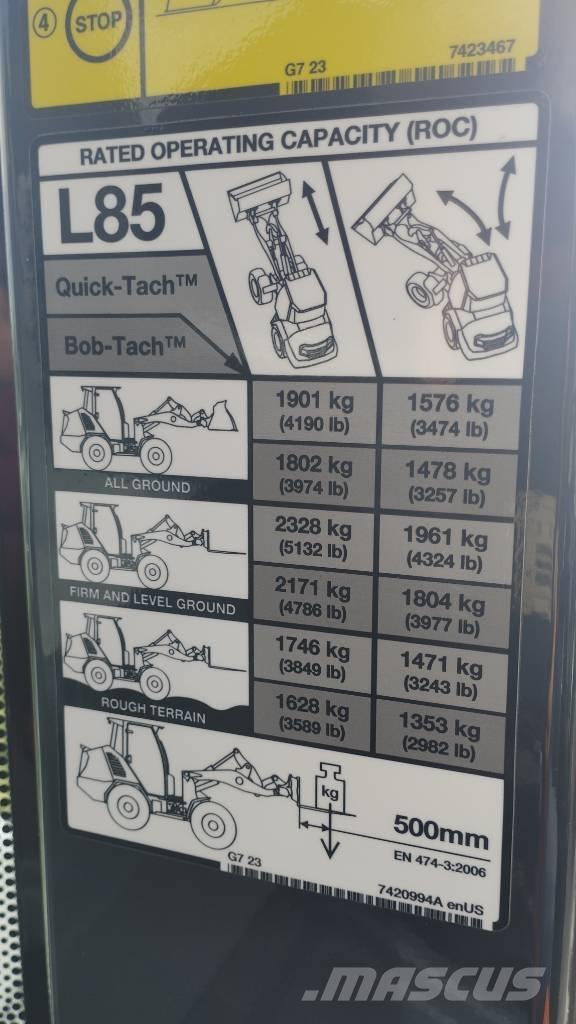 4
STOP
7423467
G7 23
RATED OPERATING CAPACITY (ROC)
L85
Quick-Tach™
Bob-Tach™
1901 kg
(4190 lb)
1576 kg
(3474 lb)
1802 kg
(3974 lb)
1478 kg
(3257 lb)
ALL GROUND
2328 kg
(5132 lb)
1961 kg
(4324 lb)
2171 kg
(4786 lb)
1804 kg
(3977 lb)
FIRM AND LEVEL GROUND
1746 kg
(3849 lb)
1471 kg
(3243 lb)
1628 kg
(3589 lb)
1353 kg
(2982 lb)
ROUGH TERRAIN
kg
500mm
EN 474-3:2006
G7 23
7420994A enUS
.MASCUS